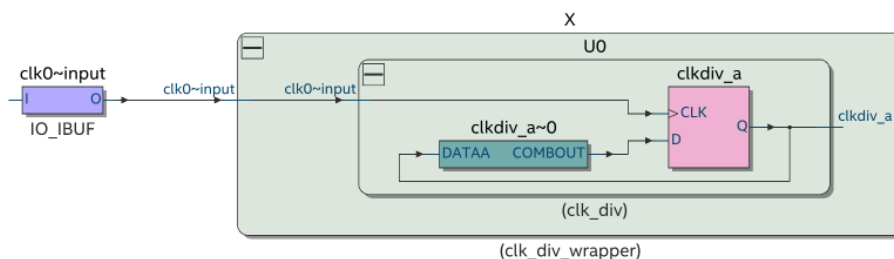 X
U0
clk0~input
I O
IO_IBUF
clk0~input
clk0~input
clkdiv_a
CLK
D
Q
clkdiv_a
clkdiv_a~0
DATAA COMBOUT
(clk_div)
(clk_div_wrapper)